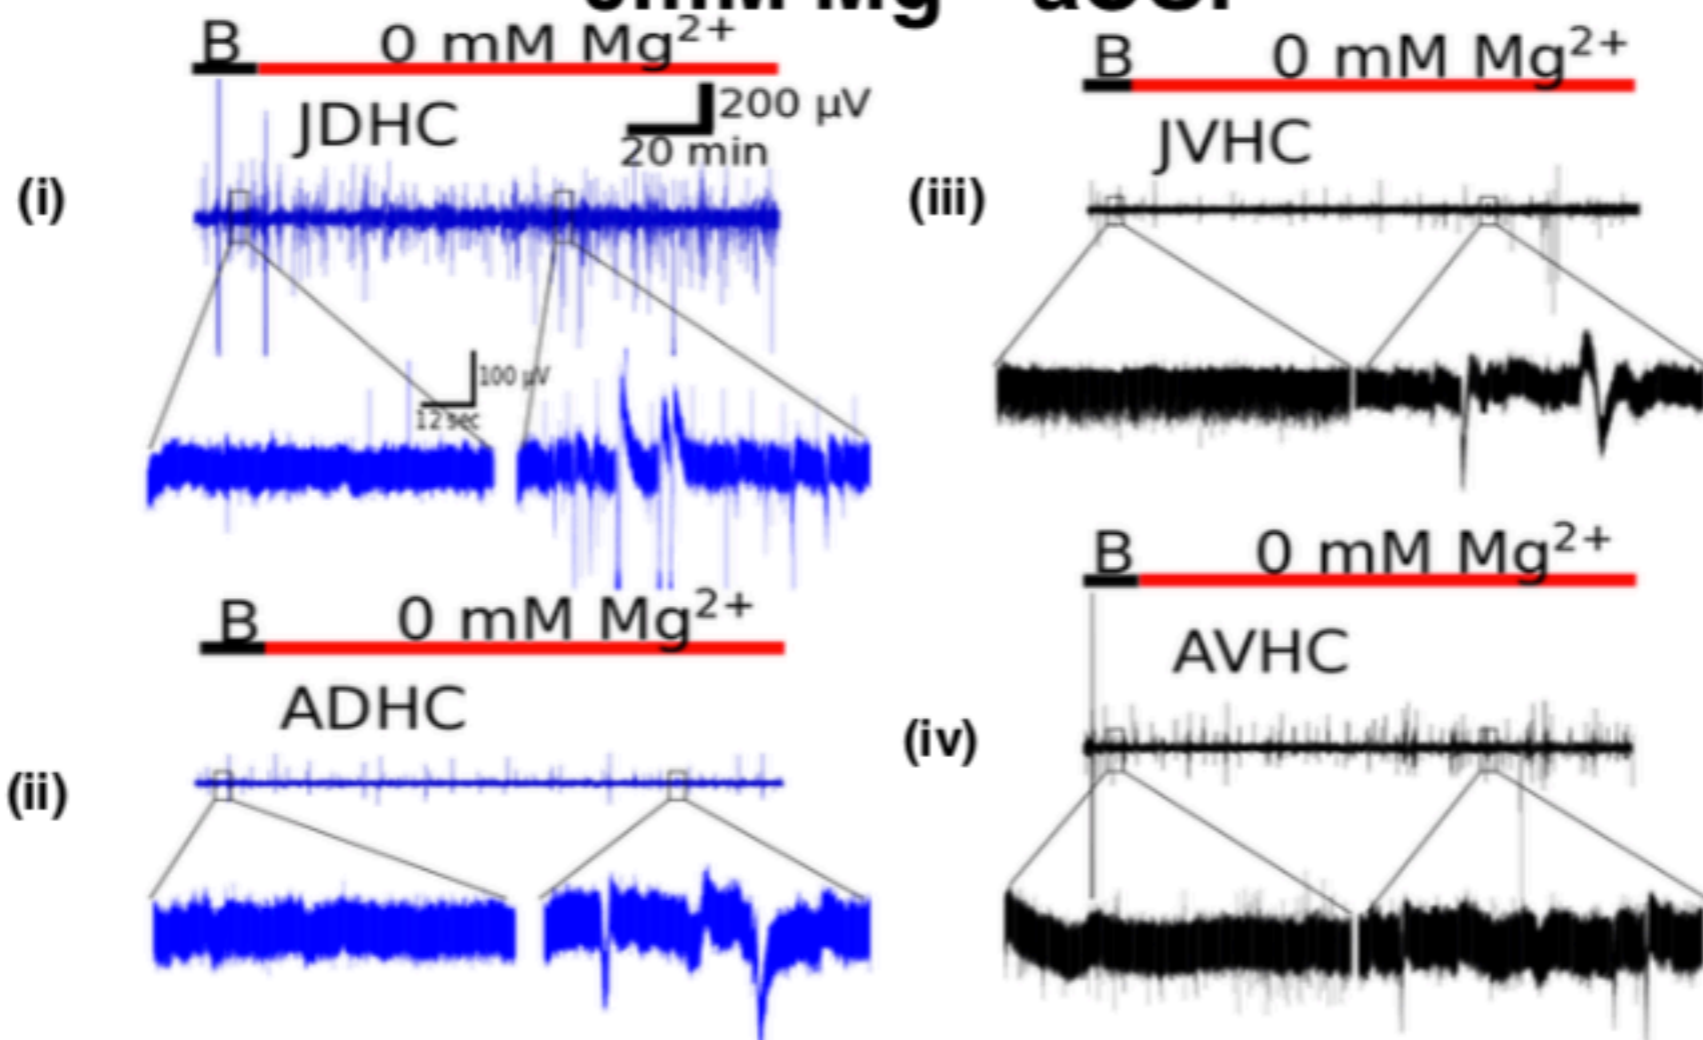 B 0 mM Mg²⁺
JDHC
200 µV
20 min
(i)
100 µV
12 sec
B 0 mM Mg²⁺
ADHC
(ii)
B 0 mM Mg²⁺
JVHC
(iii)
B 0 mM Mg²⁺
AVHC
(iv)